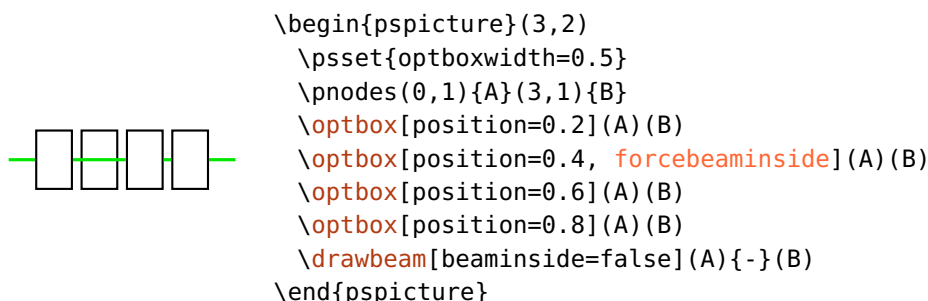 \begin{pspicture}(3,2)
  \psset{optboxwidth=0.5}
  \pnodes(0,1){A}(3,1){B}
  \optbox[position=0.2](A)(B)
  \optbox[position=0.4, forcebeaminside](A)(B)
  \optbox[position=0.6](A)(B)
  \optbox[position=0.8](A)(B)
  \drawbeam[beaminside=false](A){-}(B)
\end{pspicture}